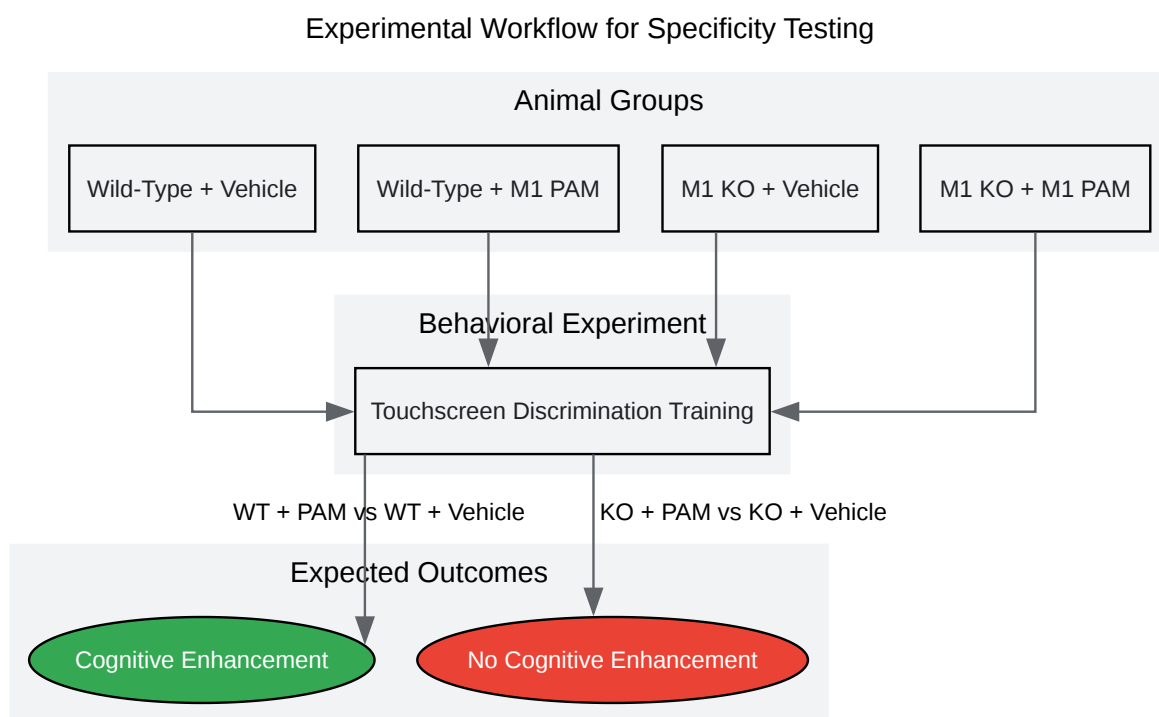 Experimental Workflow for Specificity Testing
Animal Groups
Wild-Type + Vehicle
Wild-Type + M1 PAM
M1 KO + Vehicle
M1 KO + M1 PAM
Behavioral Experiment
Touchscreen Discrimination Training
WT + PAM vs WT + Vehicle
KO + PAM vs KO + Vehicle
Expected Outcomes
Cognitive Enhancement
No Cognitive Enhancement